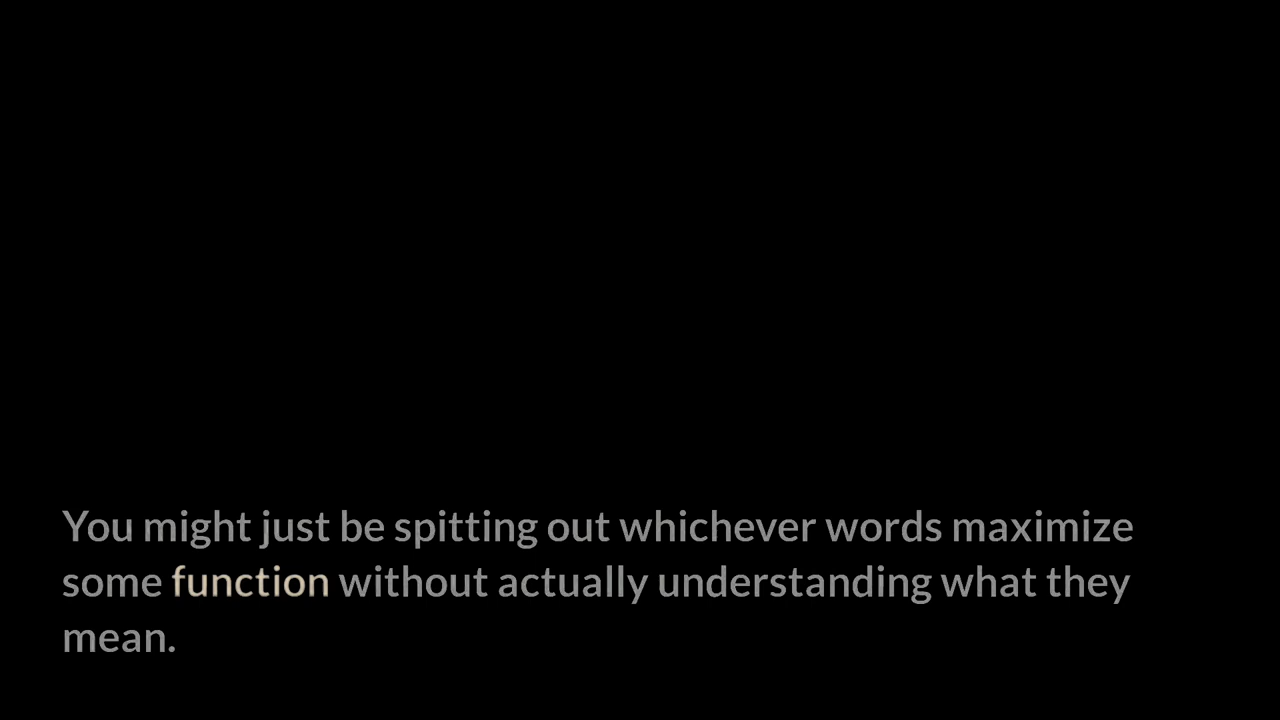 You might just be spitting out whichever words maximize
some function without actually understanding what they
mean.